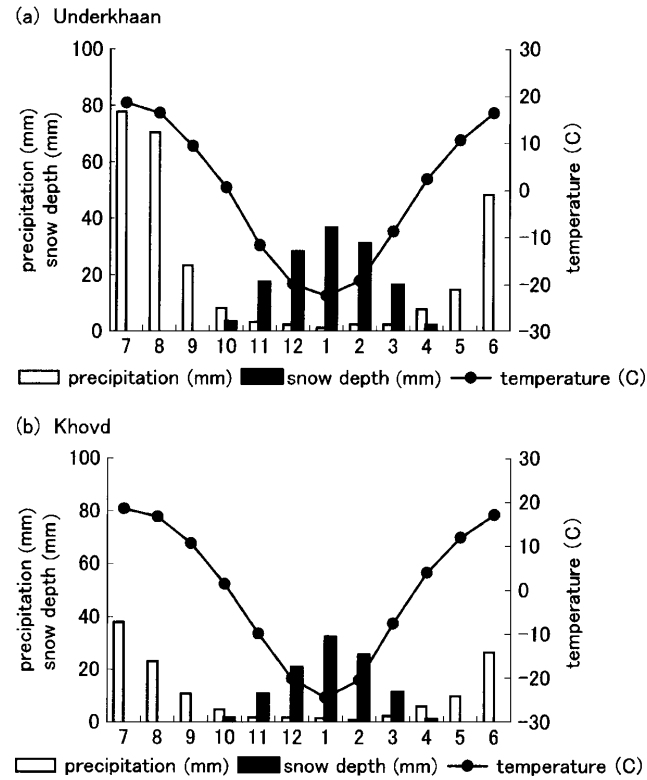 (a) Underkhaan
100
80
60
40
20
0
precipitation (mm)
snow depth (mm)
30
20
10
0
-10
-20
-30
temperature (C)
7 8 9 10 11 12 1 2 3 4 5 6
precipitation (mm) snow depth (mm) temperature (C)
(b) Khovd
100
80
60
40
20
0
precipitation (mm)
snow depth (mm)
30
20
10
0
-10
-20
-30
temperature (C)
7 8 9 10 11 12 1 2 3 4 5 6
precipitation (mm) snow depth (mm) temperature (C)